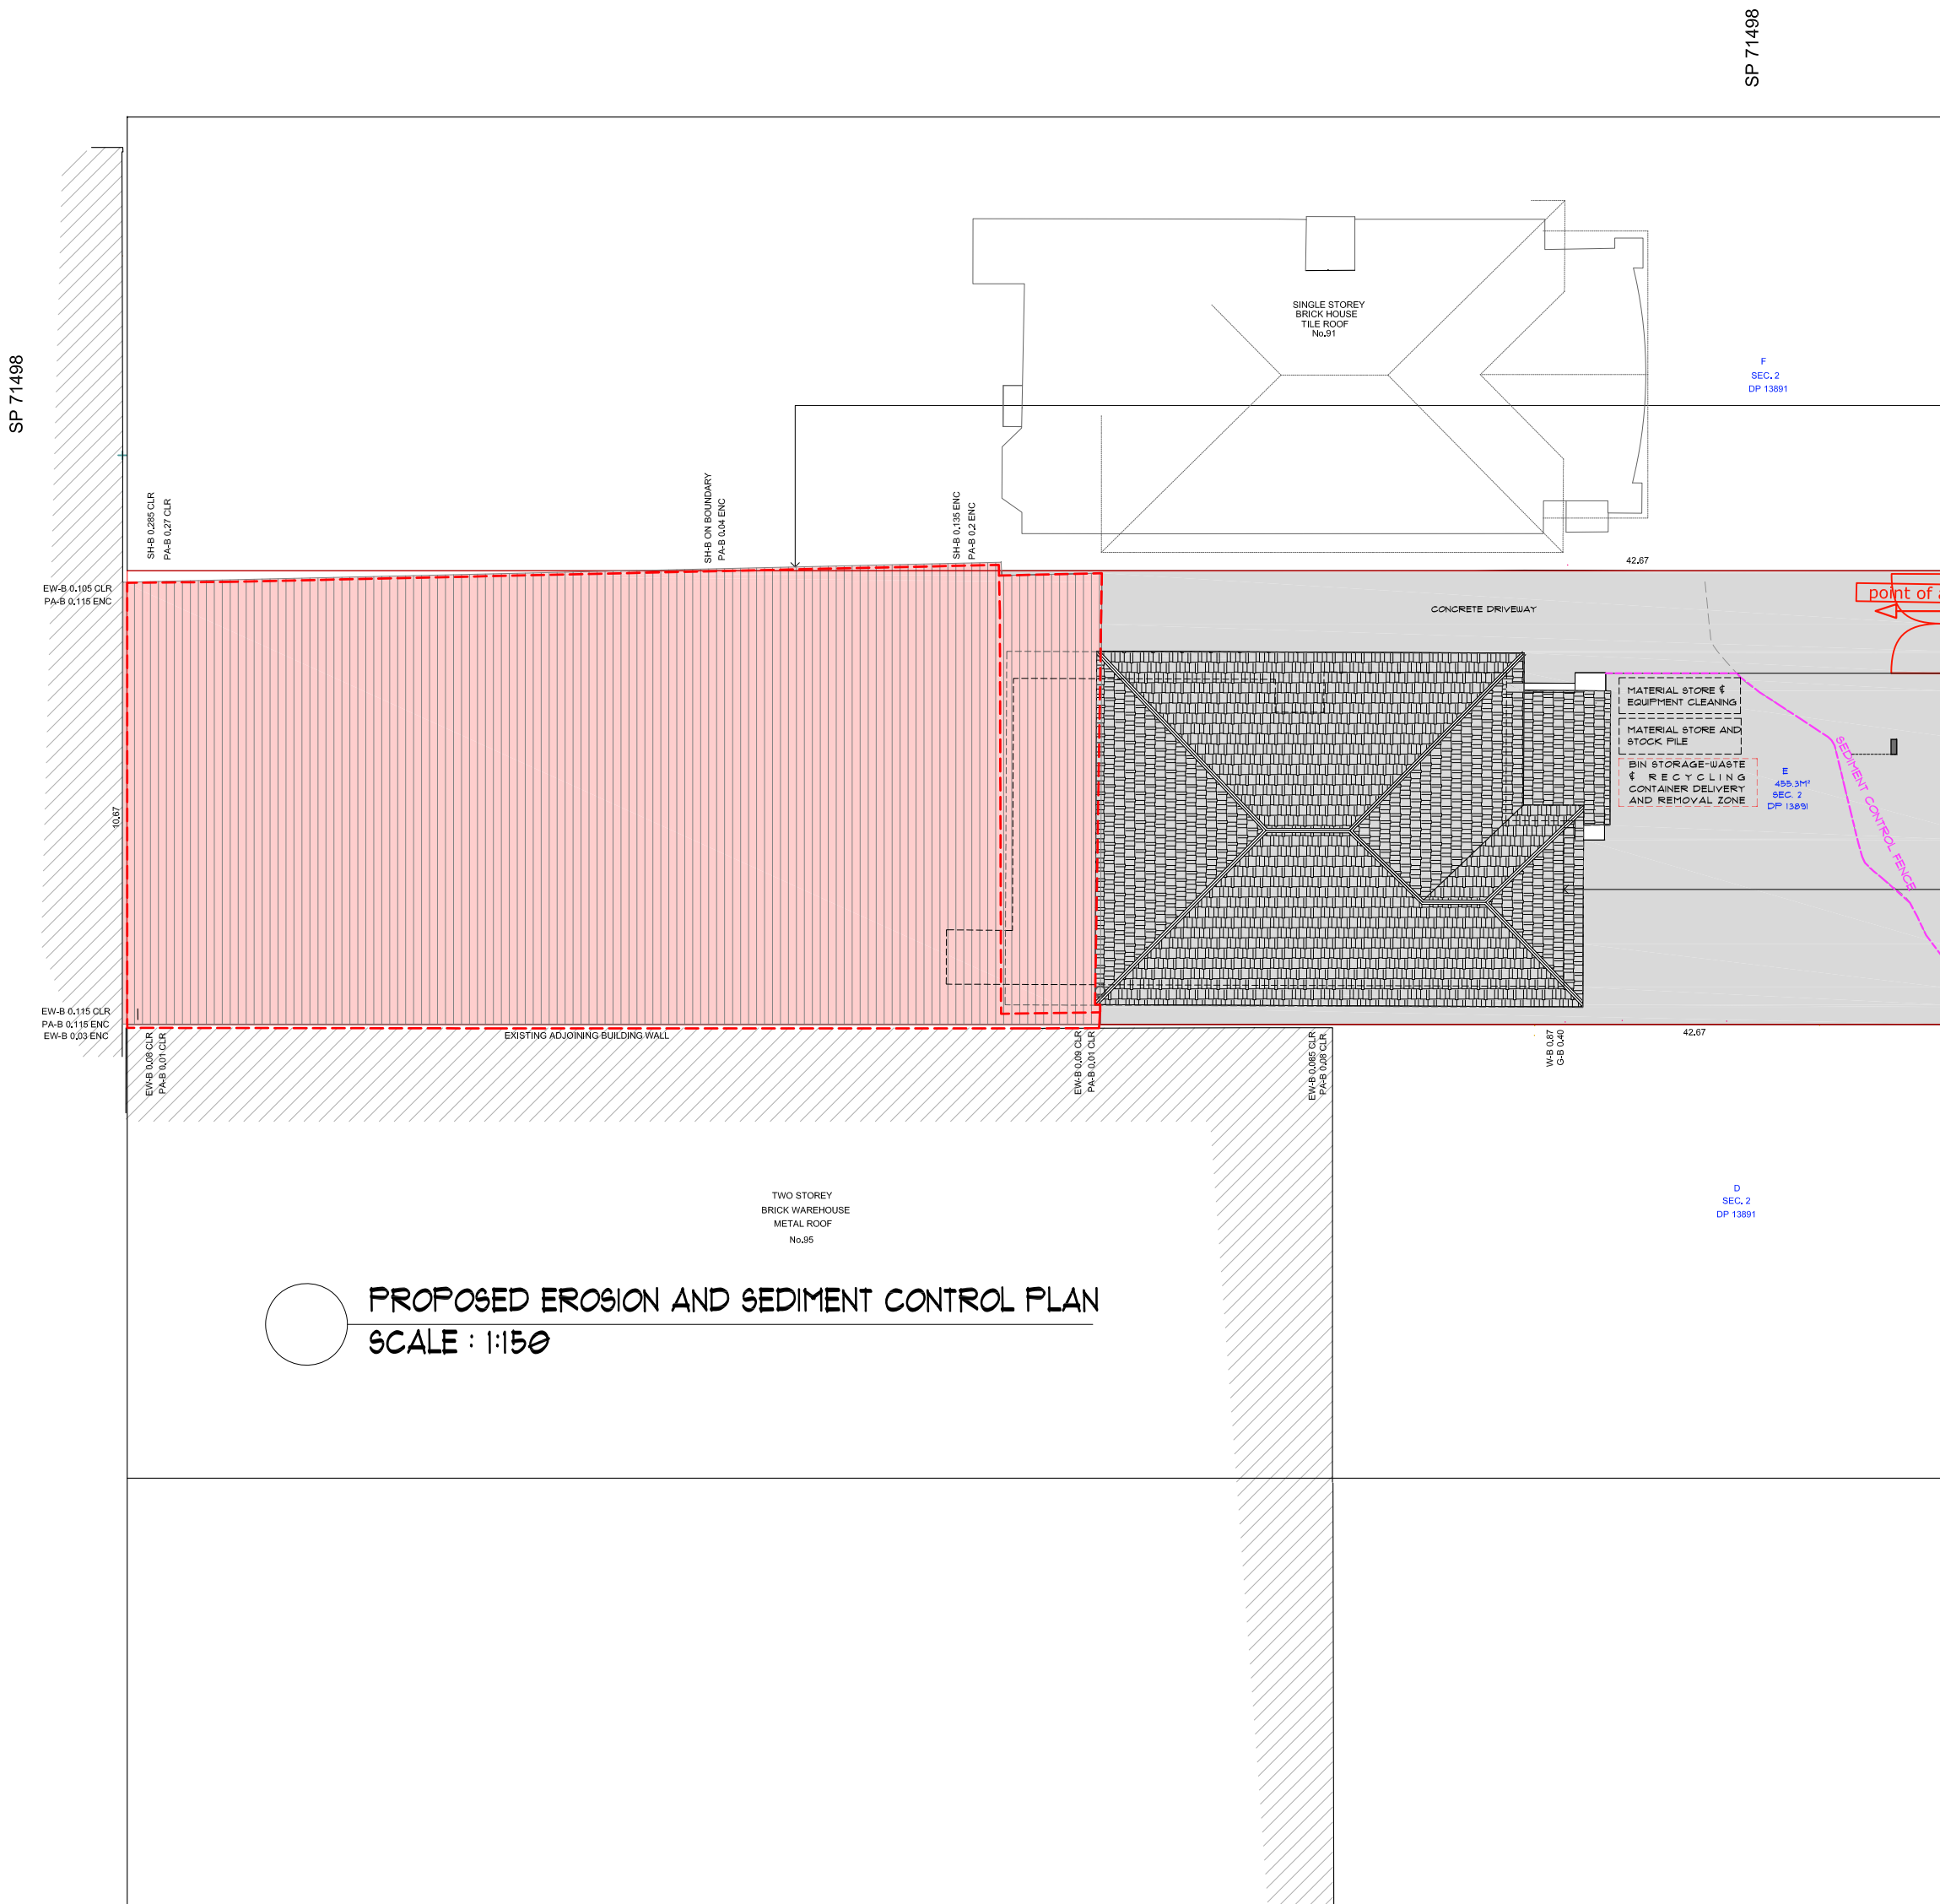 SP 71498
SP 71498
SINGLE STOREY
BRICK HOUSE
TILE ROOF
No.91
F
SEC. 2
DP 13891
SH-B 0.285 CLR
PA-B 0.27 CLR
SH-B ON BOUNDARY
PA-B 0.04 ENC
SH-B 0.135 ENC
PA-B 0.2 ENC
42.67
EW-B 0.105 CLR
PA-B 0.115 ENC
CONCRETE DRIVEWAY
point of
MATERIAL STORE &
EQUIPMENT CLEANING
MATERIAL STORE AND
STOCK PILE
BIN STORAGE-WASTE
& RECYCLING
CONTAINER DELIVERY
AND REMOVAL ZONE
E
455.3M²
SEC. 2
DP 13891
SEDIMENT CONTROL FENCE
10.67
EW-B 0.115 CLR
PA-B 0.115 ENC
EW-B 0.03 ENC
EW-B 0.08 CLR
PA-B 0.01 CLR
EXISTING ADJOINING BUILDING WALL
EW-B 0.09 CLR
PA-B 0.01 CLR
EW-B 0.085 CLR
PA-B 0.08 CLR
W-B 0.87
G-B 0.40
42.67
TWO STOREY
BRICK WAREHOUSE
METAL ROOF
No.95
D
SEC. 2
DP 13891
PROPOSED EROSION AND SEDIMENT CONTROL PLAN
SCALE : 1:150